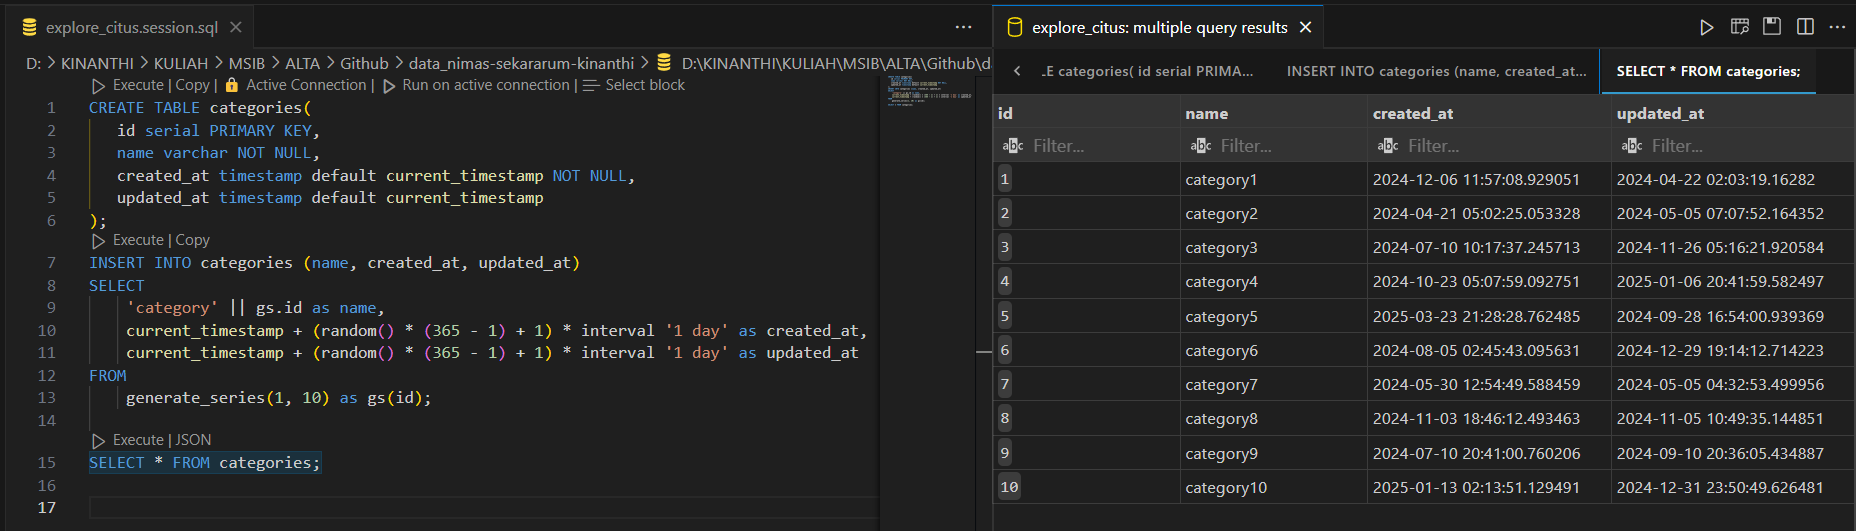 explore_citus.session.sql
D: > KINANTHI > KULIAH > MSIB > ALTA > Github > data_nimas-sekararum-kinanthi > D:\KINANTHI\KULIAH\MSIB\ALTA\Github\d
Execute | Copy | Active Connection | Run on active connection | Select block
1 CREATE TABLE categories(
2 id serial PRIMARY KEY,
3 name varchar NOT NULL,
4 created_at timestamp default current_timestamp NOT NULL,
5 updated_at timestamp default current_timestamp
6 );
Execute | Copy
7 INSERT INTO categories (name, created_at, updated_at)
8 SELECT
9 'category' || gs.id as name,
10 current_timestamp + (random() * (365 - 1) + 1) * interval '1 day' as created_at,
11 current_timestamp + (random() * (365 - 1) + 1) * interval '1 day' as updated_at
12 FROM
13 generate_series(1, 10) as gs(id);
14
Execute | JSON
15 SELECT * FROM categories;
16
17
explore_citus: multiple query results
LE categories( id serial PRIMA... INSERT INTO categories (name, created_at... SELECT * FROM categories;
id name created_at updated_at
abc Filter... abc Filter... abc Filter... abc Filter...
1 category1 2024-12-06 11:57:08.929051 2024-04-22 02:03:19.16282
2 category2 2024-04-21 05:02:25.053328 2024-05-05 07:07:52.164352
3 category3 2024-07-10 10:17:37.245713 2024-11-26 05:16:21.920584
4 category4 2024-10-23 05:07:59.092751 2025-01-06 20:41:59.582497
5 category5 2025-03-23 21:28:28.762485 2024-09-28 16:54:00.939369
6 category6 2024-08-05 02:45:43.095631 2024-12-29 19:14:12.714223
7 category7 2024-05-30 12:54:49.588459 2024-05-05 04:32:53.499956
8 category8 2024-11-03 18:46:12.493463 2024-11-05 10:49:35.144851
9 category9 2024-07-10 20:41:00.760206 2024-09-10 20:36:05.434887
10 category10 2025-01-13 02:13:51.129491 2024-12-31 23:50:49.626481